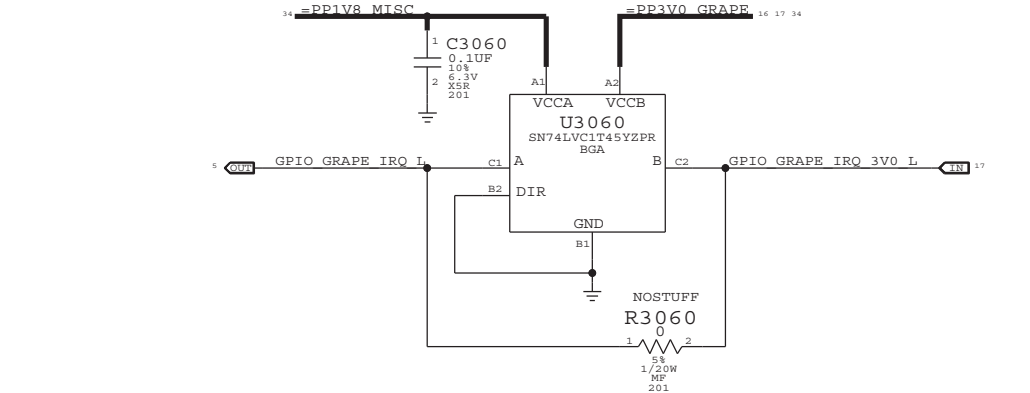 34 =PP1V8_MISC
=PP3V0_GRAPE 16 17 34
1
C3060
0.1UF
10%
6.3V
X5R
201
2
A1
A2
VCCA
VCCB
U3060
SN74LVC1T45YZPR
BGA
5 OUT
GPIO_GRAPE_IRQ_L
C1
A
B
C2
GPIO_GRAPE_IRQ_3V0_L
IN 17
B2
DIR
GND
B1
NOSTUFF
R3060
0
1
2
5%
1/20W
MF
201